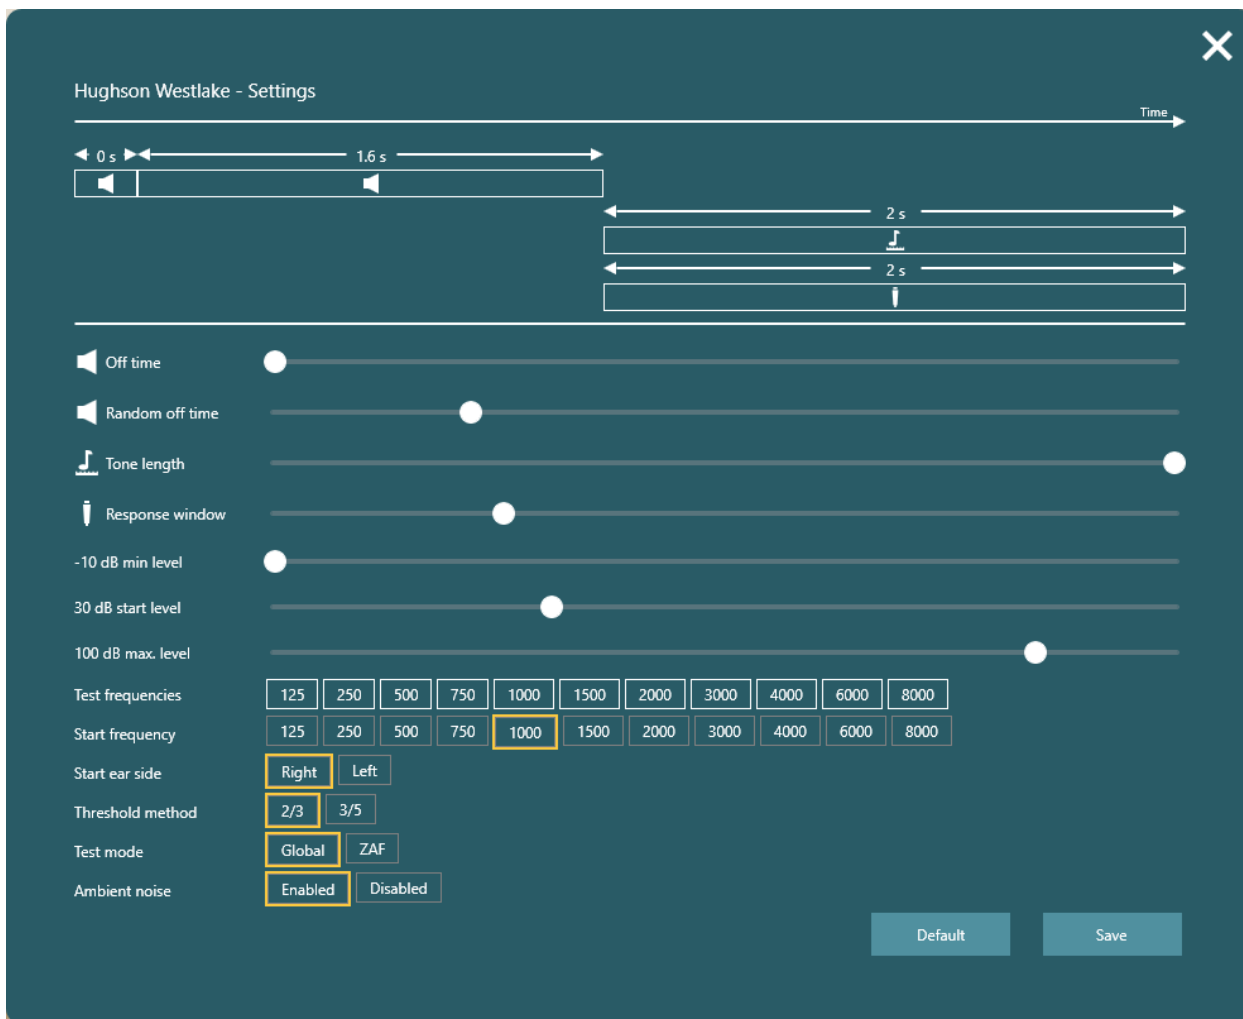 Hughson Westlake - Settings
Time
0 s 1.6 s
2 s
2 s
Off time
Random off time
Tone length
Response window
-10 dB min level
30 dB start level
100 dB max. level
Test frequencies 125 250 500 750 1000 1500 2000 3000 4000 6000 8000
Start frequency 125 250 500 750 1000 1500 2000 3000 4000 6000 8000
Start ear side Right Left
Threshold method 2/3 3/5
Test mode Global ZAF
Ambient noise Enabled Disabled
Default Save